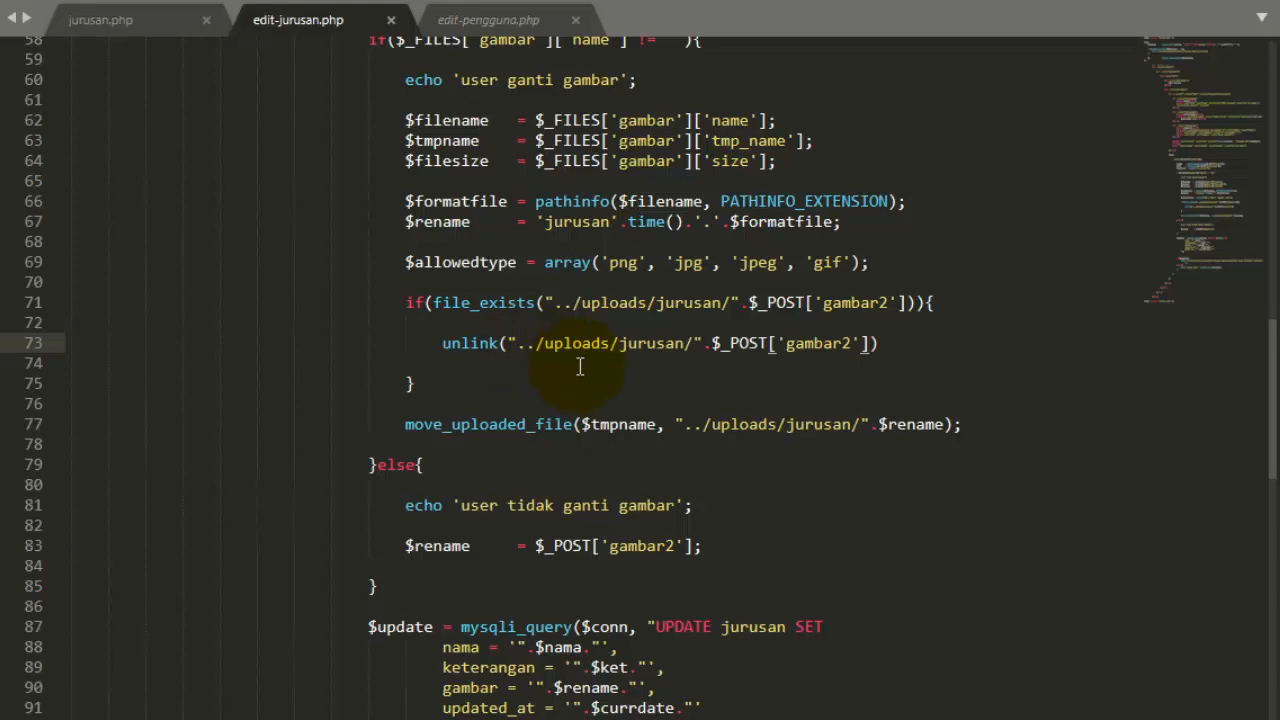 jurusan.php
edit-jurusan.php
edit-pengguna.php
58 if($_FILES['gambar']['name'] != ''){
59
60 echo 'user ganti gambar';
61
62 $filename = $_FILES['gambar']['name'];
63 $tmpname = $_FILES['gambar']['tmp_name'];
64 $filesize = $_FILES['gambar']['size'];
65
66 $formatfile = pathinfo($filename, PATHINFO_EXTENSION);
67 $rename = 'jurusan'.time().'.'.$formatfile;
68
69 $allowedtype = array('png', 'jpg', 'jpeg', 'gif');
70
71 if(file_exists("../uploads/jurusan/".$_POST['gambar2'])){
72
73 unlink("../uploads/jurusan/".$_POST['gambar2'])
74
75 }
76
77 move_uploaded_file($tmpname, "../uploads/jurusan/".$rename);
78
79 }else{
80
81 echo 'user tidak ganti gambar';
82
83 $rename = $_POST['gambar2'];
84
85 }
86
87 $update = mysqli_query($conn, "UPDATE jurusan SET
88 nama = '".$nama."',
89 keterangan = '".$ket."',
90 gambar = '".$rename."',
91 updated_at = '".$currdate."'